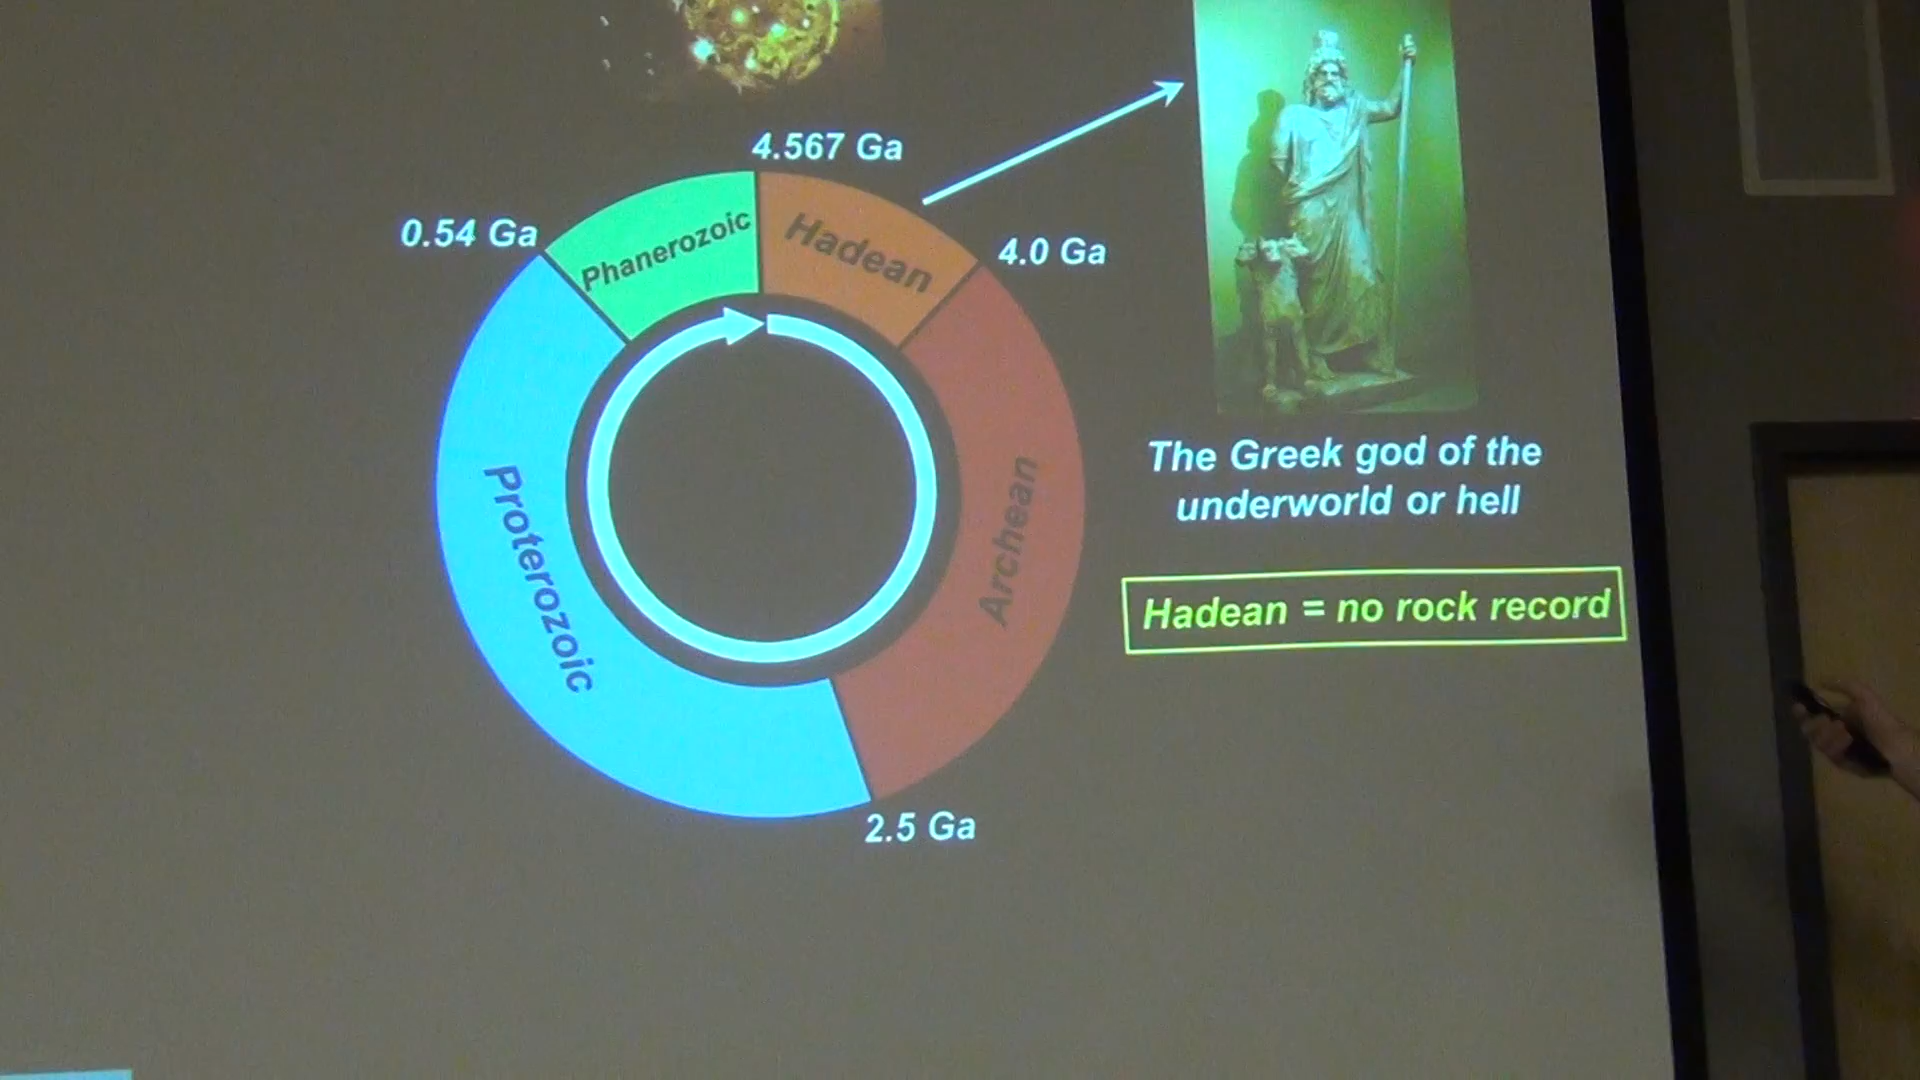 4.567 Ga
0.54 Ga
Phanerozoic
Hadean
4.0 Ga
Proterozoic
Archean
2.5 Ga
The Greek god of the
underworld or hell
Hadean = no rock record